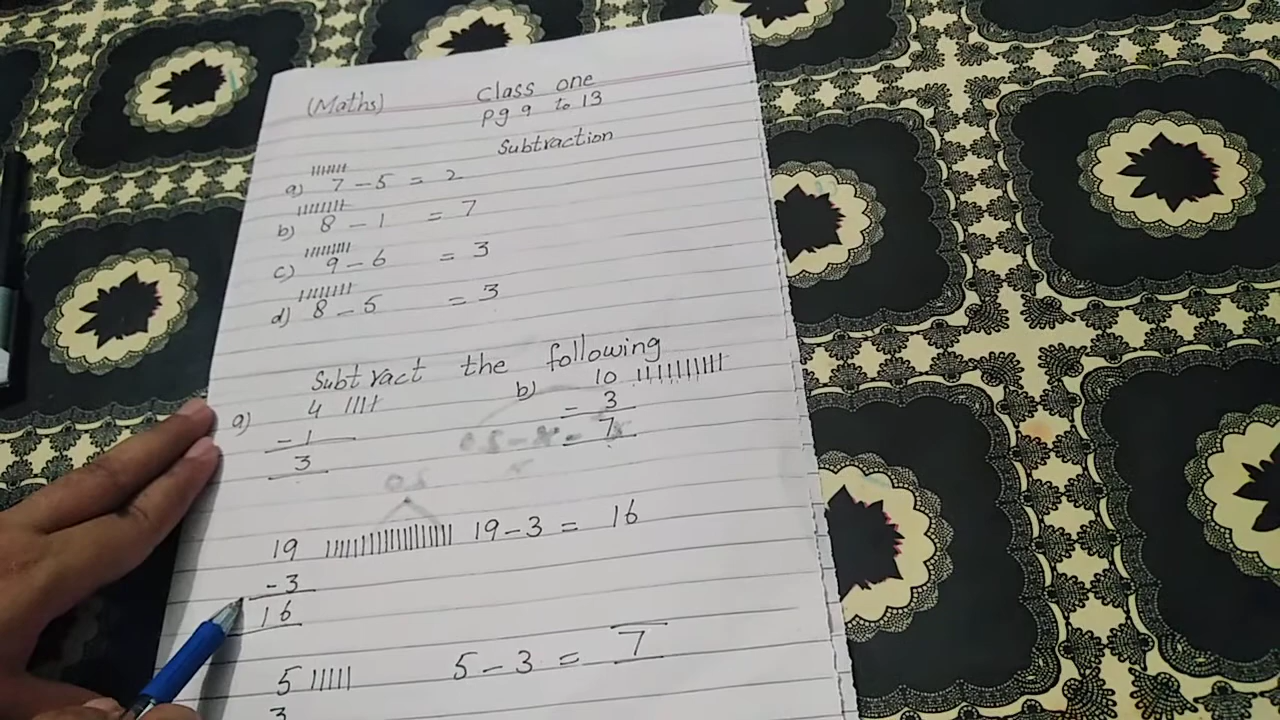 (Maths) Class one
Pg 9 to 13
Subtraction
a) 7 - 5 = 2
b) 8 - 1 = 7
c) 9 - 6 = 3
d) 8 - 5 = 3
Subtract the following
a) 4
- 1
3
b) 10
- 3
7
19 19 - 3 = 16
- 3
16
5 5 - 3 = 7
3